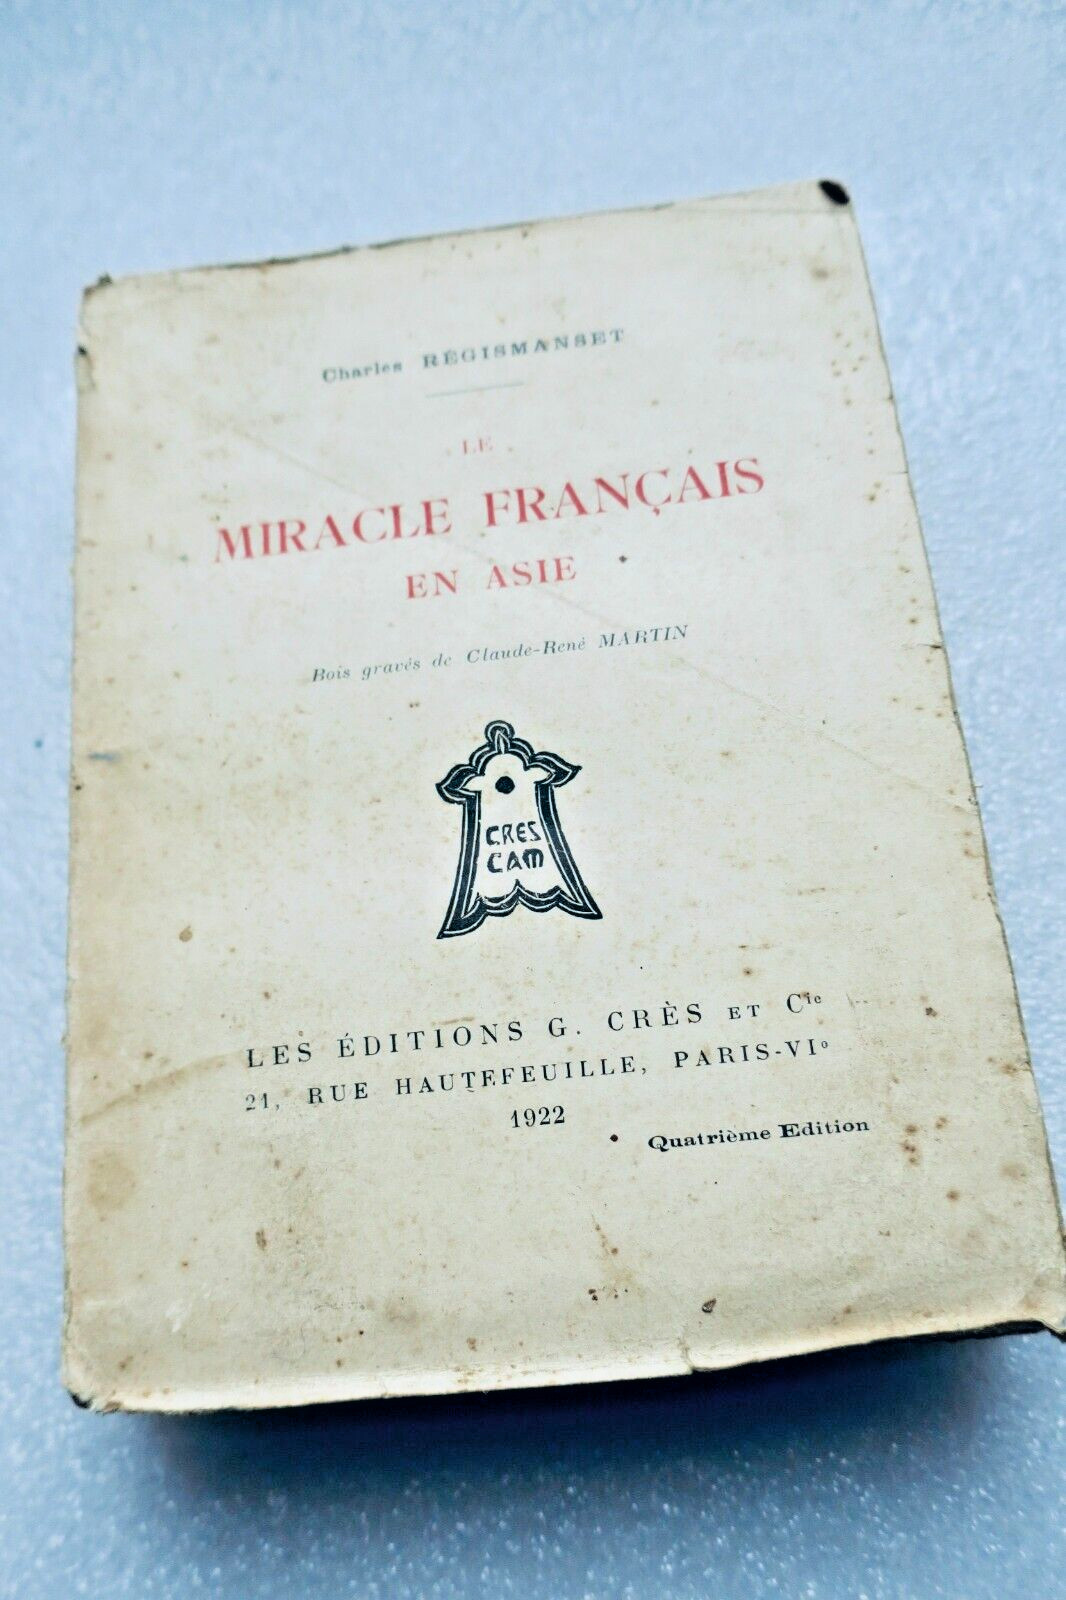 Charles RÉGISMANSET
LE
MIRACLE FRANÇAIS
EN ASIE
Bois gravés de Claude-René MARTIN
CRES
CAM
LES ÉDITIONS G. CRÈS ET Cie
21, RUE HAUTEFEUILLE, PARIS-VIe
1922
Quatrième Edition